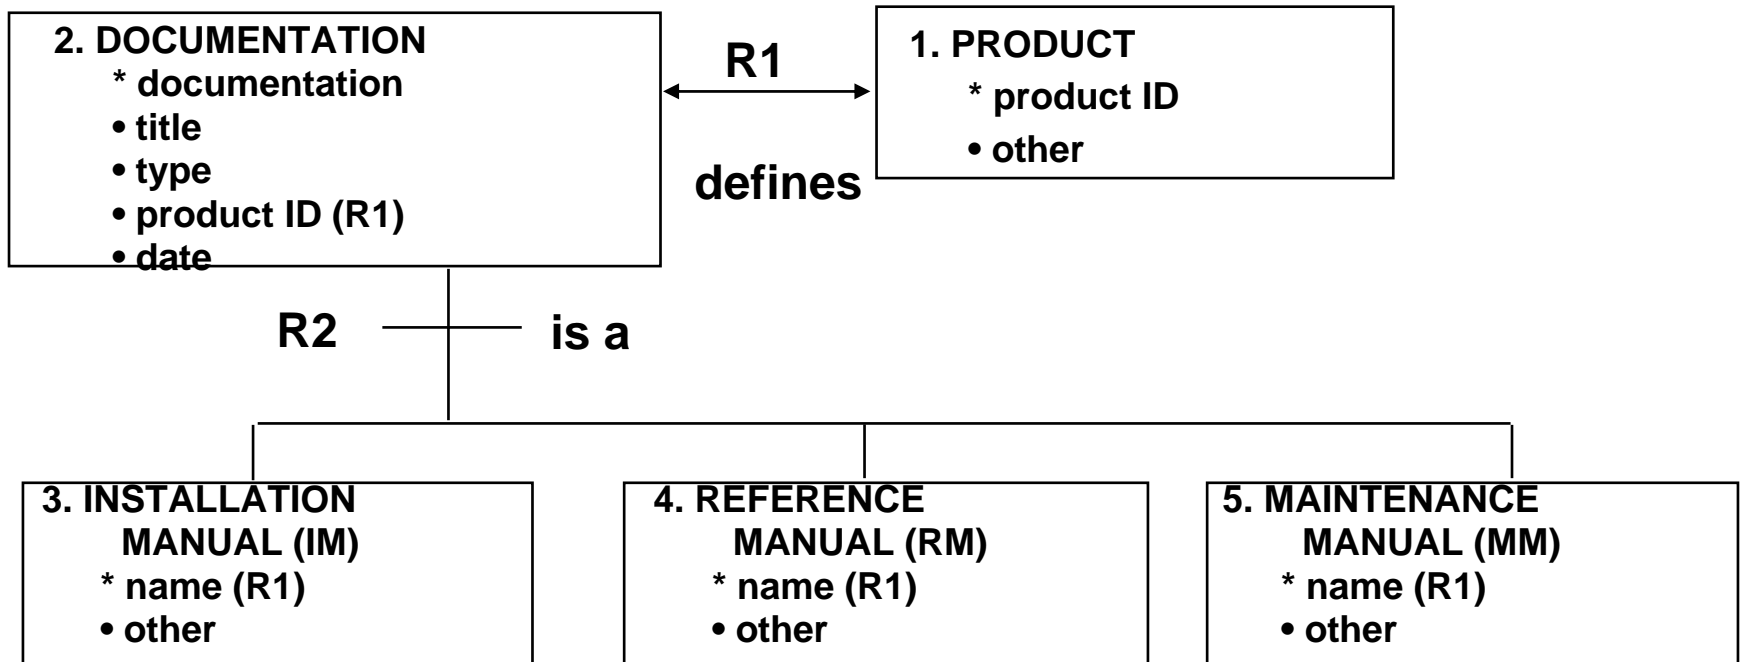 2. DOCUMENTATION
* documentation
• title
• type
• product ID (R1)
• date
R1
defines
1. PRODUCT
* product ID
• other
R2
is a
3. INSTALLATION
MANUAL (IM)
* name (R1)
• other
4. REFERENCE
MANUAL (RM)
* name (R1)
• other
5. MAINTENANCE
MANUAL (MM)
* name (R1)
• other